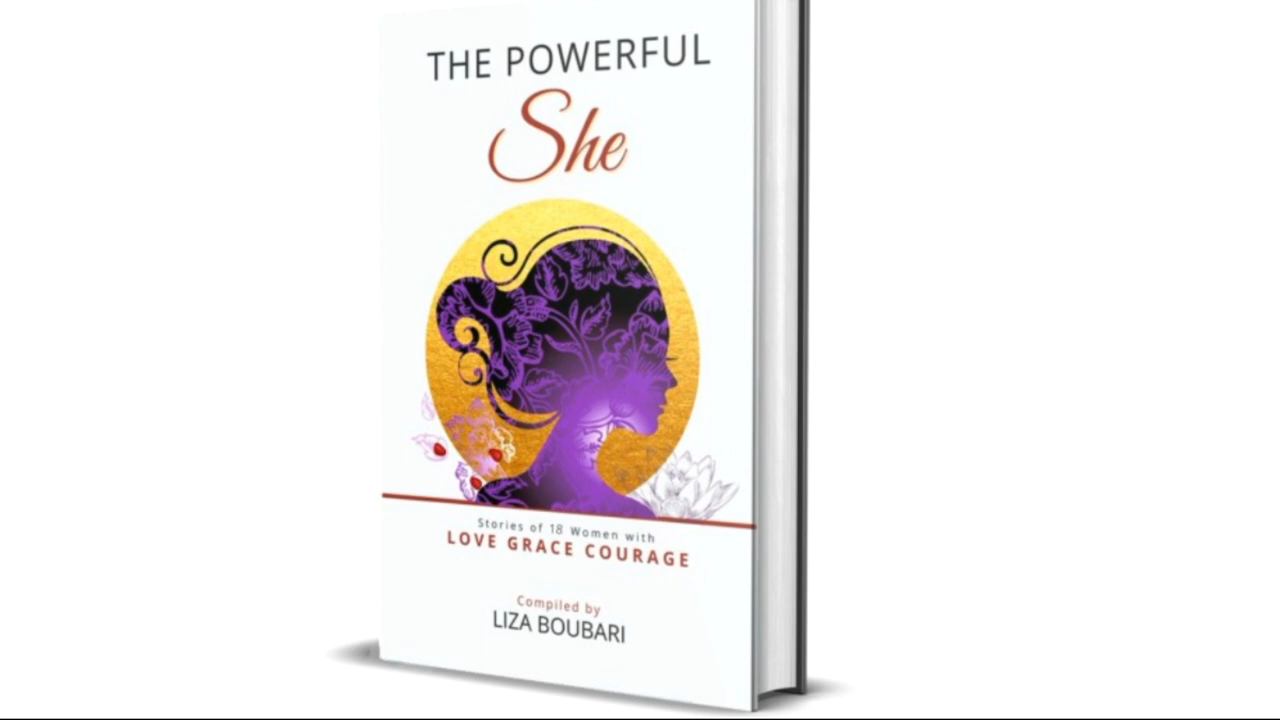 THE POWERFUL
She
Stories of 18 Women with
LOVE GRACE COURAGE
Compiled by
LIZA BOUBARI